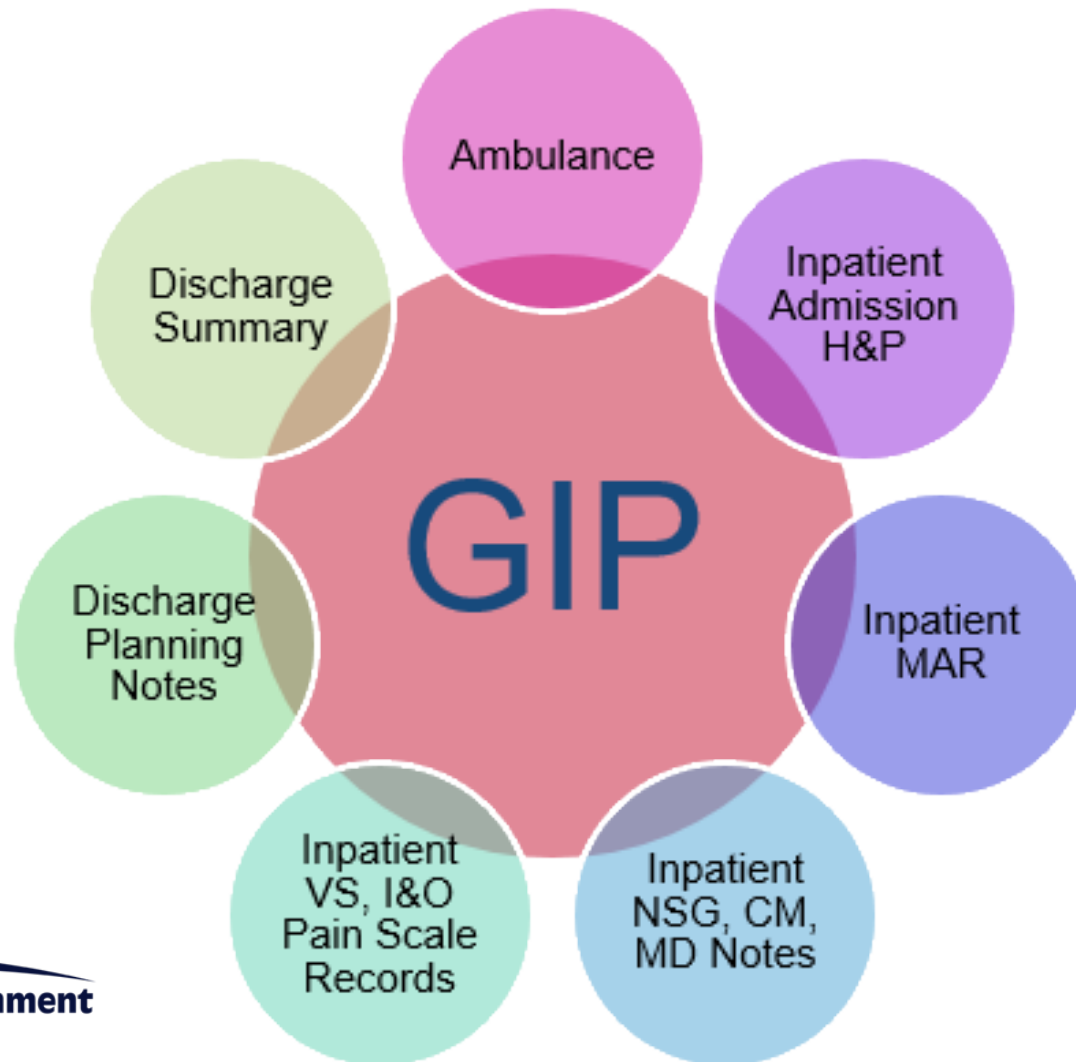 Ambulance
Inpatient
Admission
H&P
Inpatient
MAR
Inpatient
NSG, CM,
MD Notes
Inpatient
VS, I&O
Pain Scale
Records
Discharge
Planning
Notes
Discharge
Summary
GIP